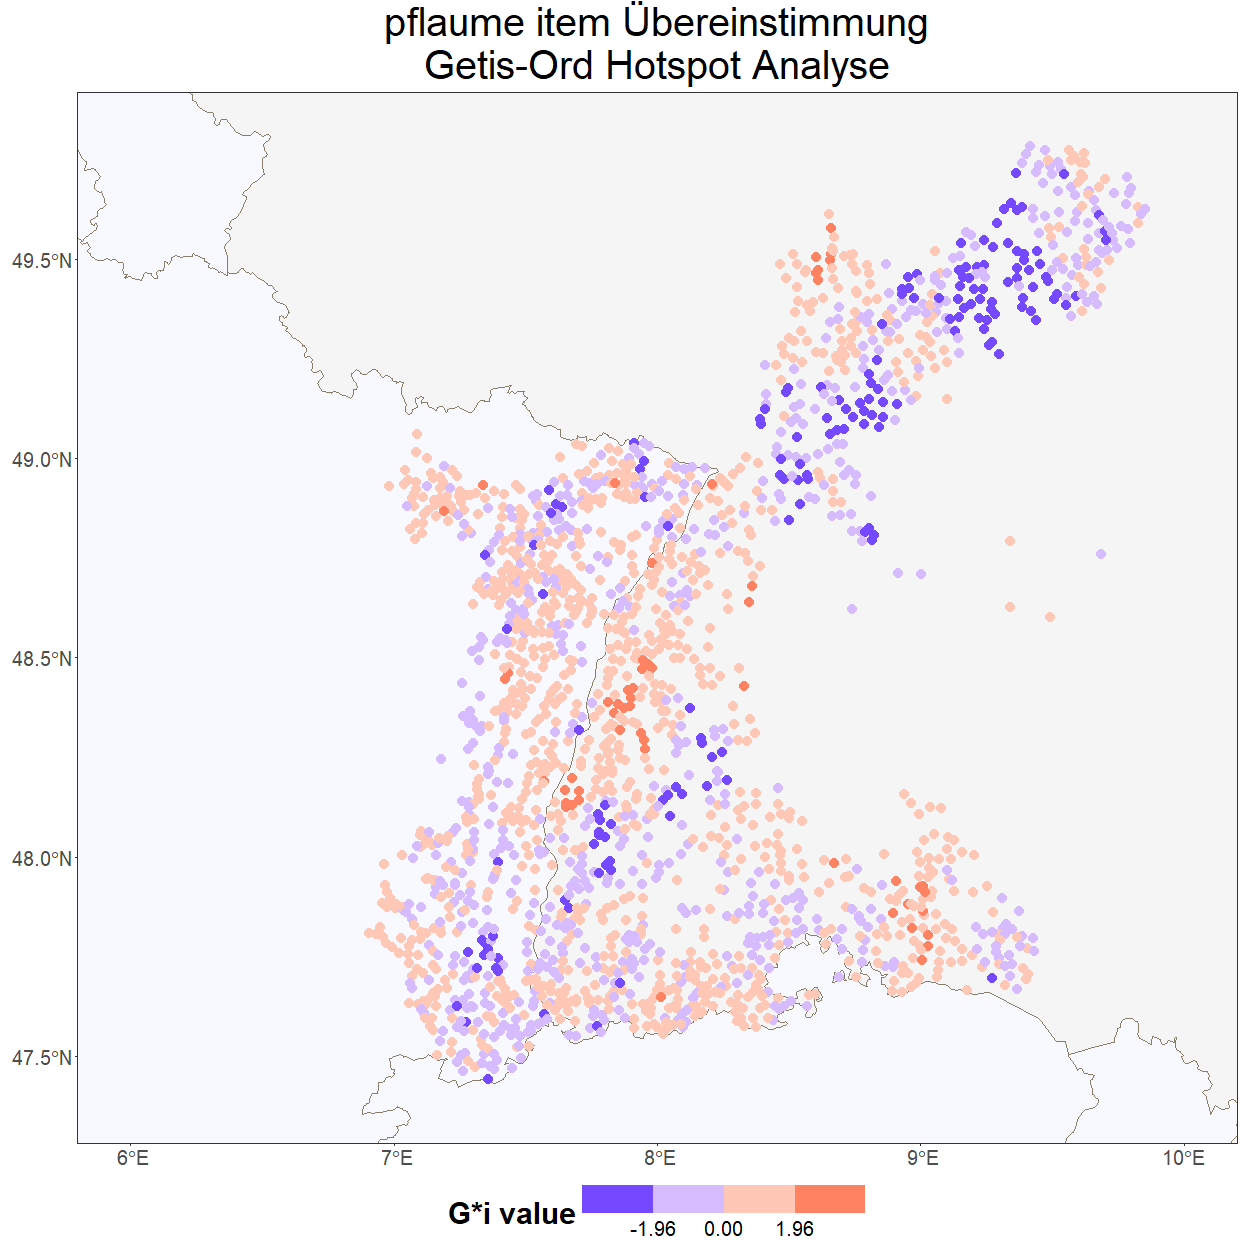 pflaume item Übereinstimmung
Getis-Ord Hotspot Analyse
49.5°N
49.0°N
48.5°N
48.0°N
47.5°N
6°E 7°E 8°E 9°E 10°E
G*i value
-1.96 0.00 1.96